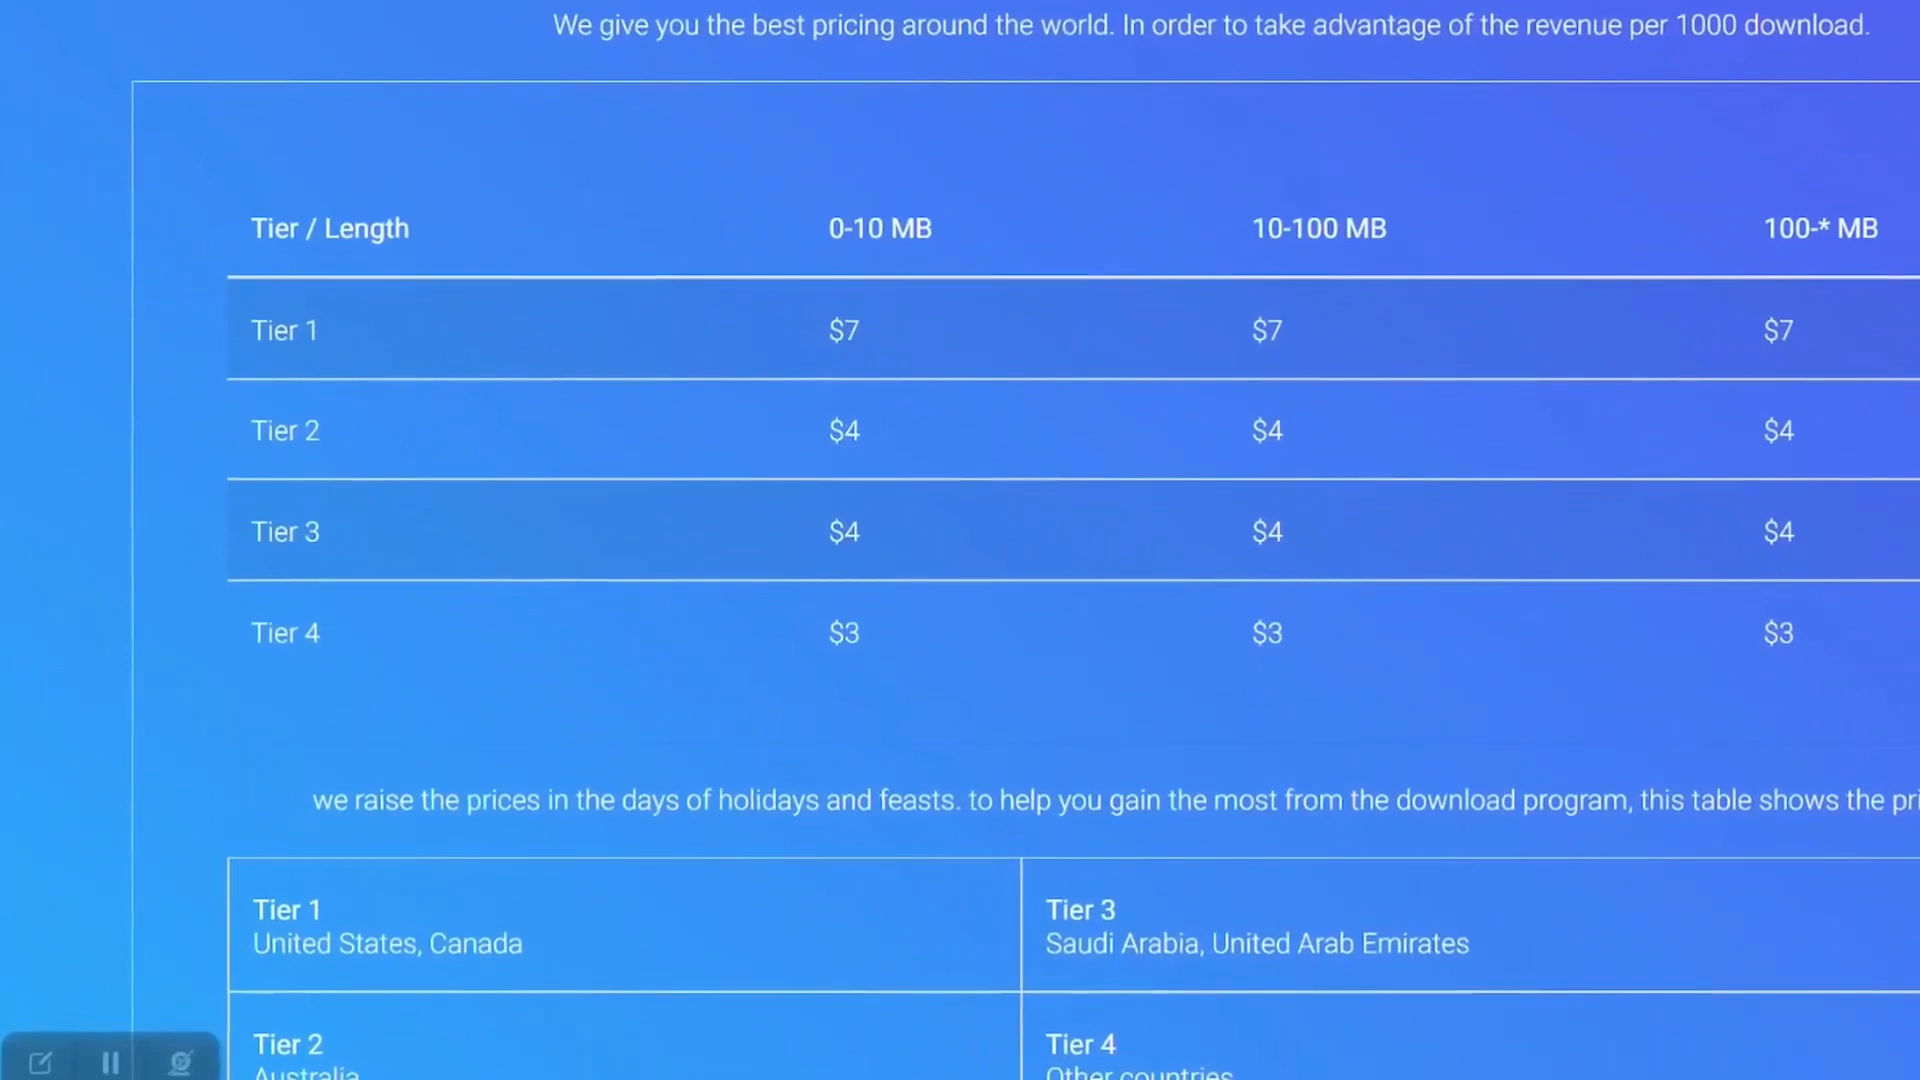 We give you the best pricing around the world. In order to take advantage of the revenue per 1000 download.
Tier / Length 0-10 MB 10-100 MB 100-* MB
Tier 1 $7 $7 $7
Tier 2 $4 $4 $4
Tier 3 $4 $4 $4
Tier 4 $3 $3 $3
we raise the prices in the days of holidays and feasts. to help you gain the most from the download program, this table shows the
Tier 1 Tier 3
United States, Canada Saudi Arabia, United Arab Emirates
Tier 2 Tier 4
Australia Other countries